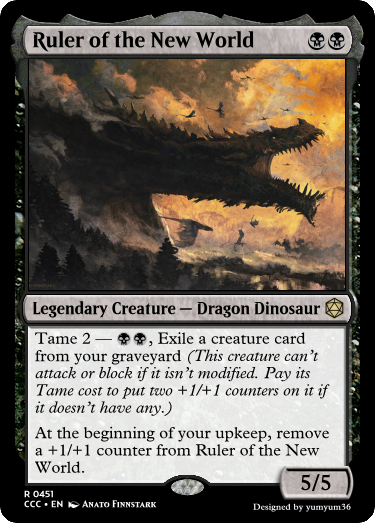 Ruler of the New World
Legendary Creature — Dragon Dinosaur
Tame 2 — , Exile a creature card
from your graveyard (This creature can't
attack or block if it isn't modified. Pay its
Tame cost to put two +1/+1 counters on it if
it doesn't have any.)
At the beginning of your upkeep, remove
a +1/+1 counter from Ruler of the New
World.
5/5
R 0451
CCC • EN Anato Finnstark
Designed by yumyum36